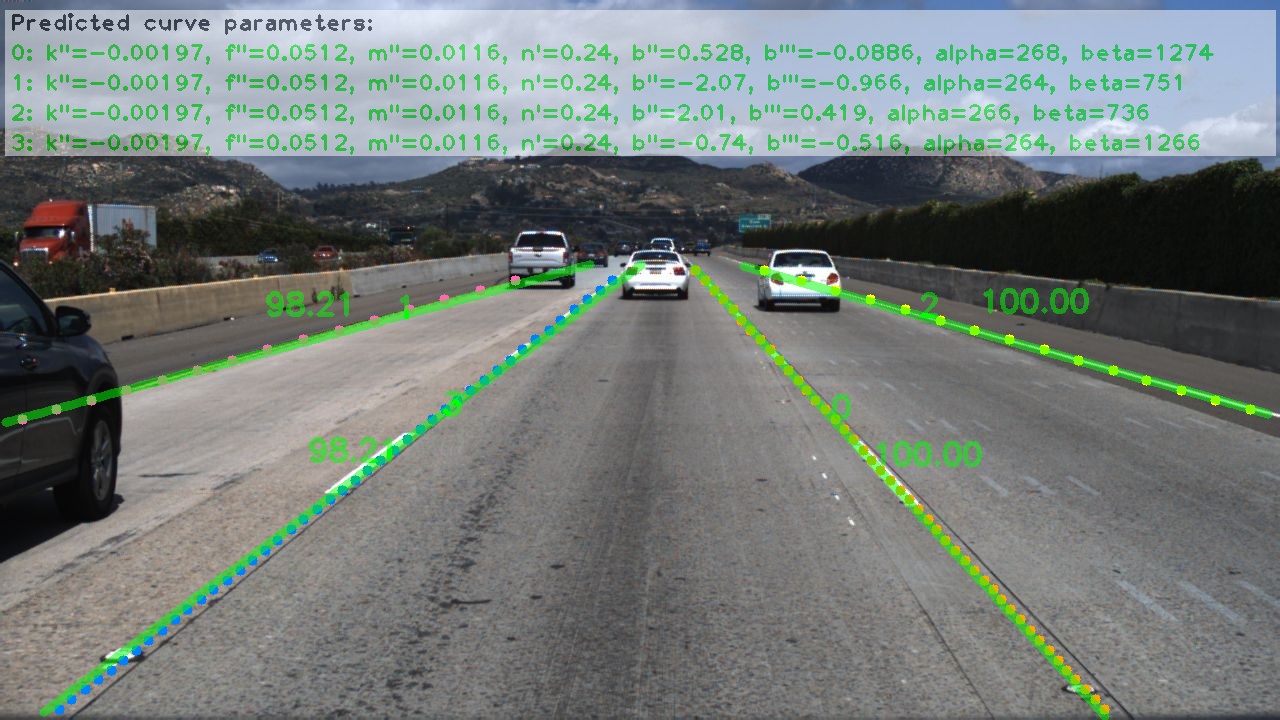 Predicted curve parameters:
0: k''=-0.00197, f''=0.0512, m''=0.0116, n'=0.24, b''=0.528, b'''=-0.0886, alpha=268, beta=1274
1: k''=-0.00197, f''=0.0512, m''=0.0116, n'=0.24, b''=-2.07, b'''=-0.966, alpha=264, beta=751
2: k''=-0.00197, f''=0.0512, m''=0.0116, n'=0.24, b''=2.01, b'''=0.419, alpha=266, beta=736
3: k''=-0.00197, f''=0.0512, m''=0.0116, n'=0.24, b''=-0.74, b'''=-0.516, alpha=264, beta=1266
98.21 1 2 100.00
3 0
98.21 100.00